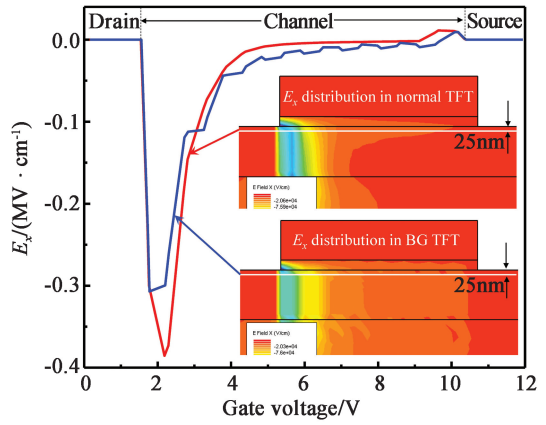 Drain
Channel
Source
0.0
-0.1
-0.2
-0.3
-0.4
Ex/(MV · cm-1)
Ex distribution in normal TFT
25nm
E Field X (V/cm)
-2.06e+04
-7.59e+04
Ex distribution in BG TFT
25nm
E Field X (V/cm)
-2.03e+04
-7.6e+04
0 2 4 6 8 10 12
Gate voltage/V